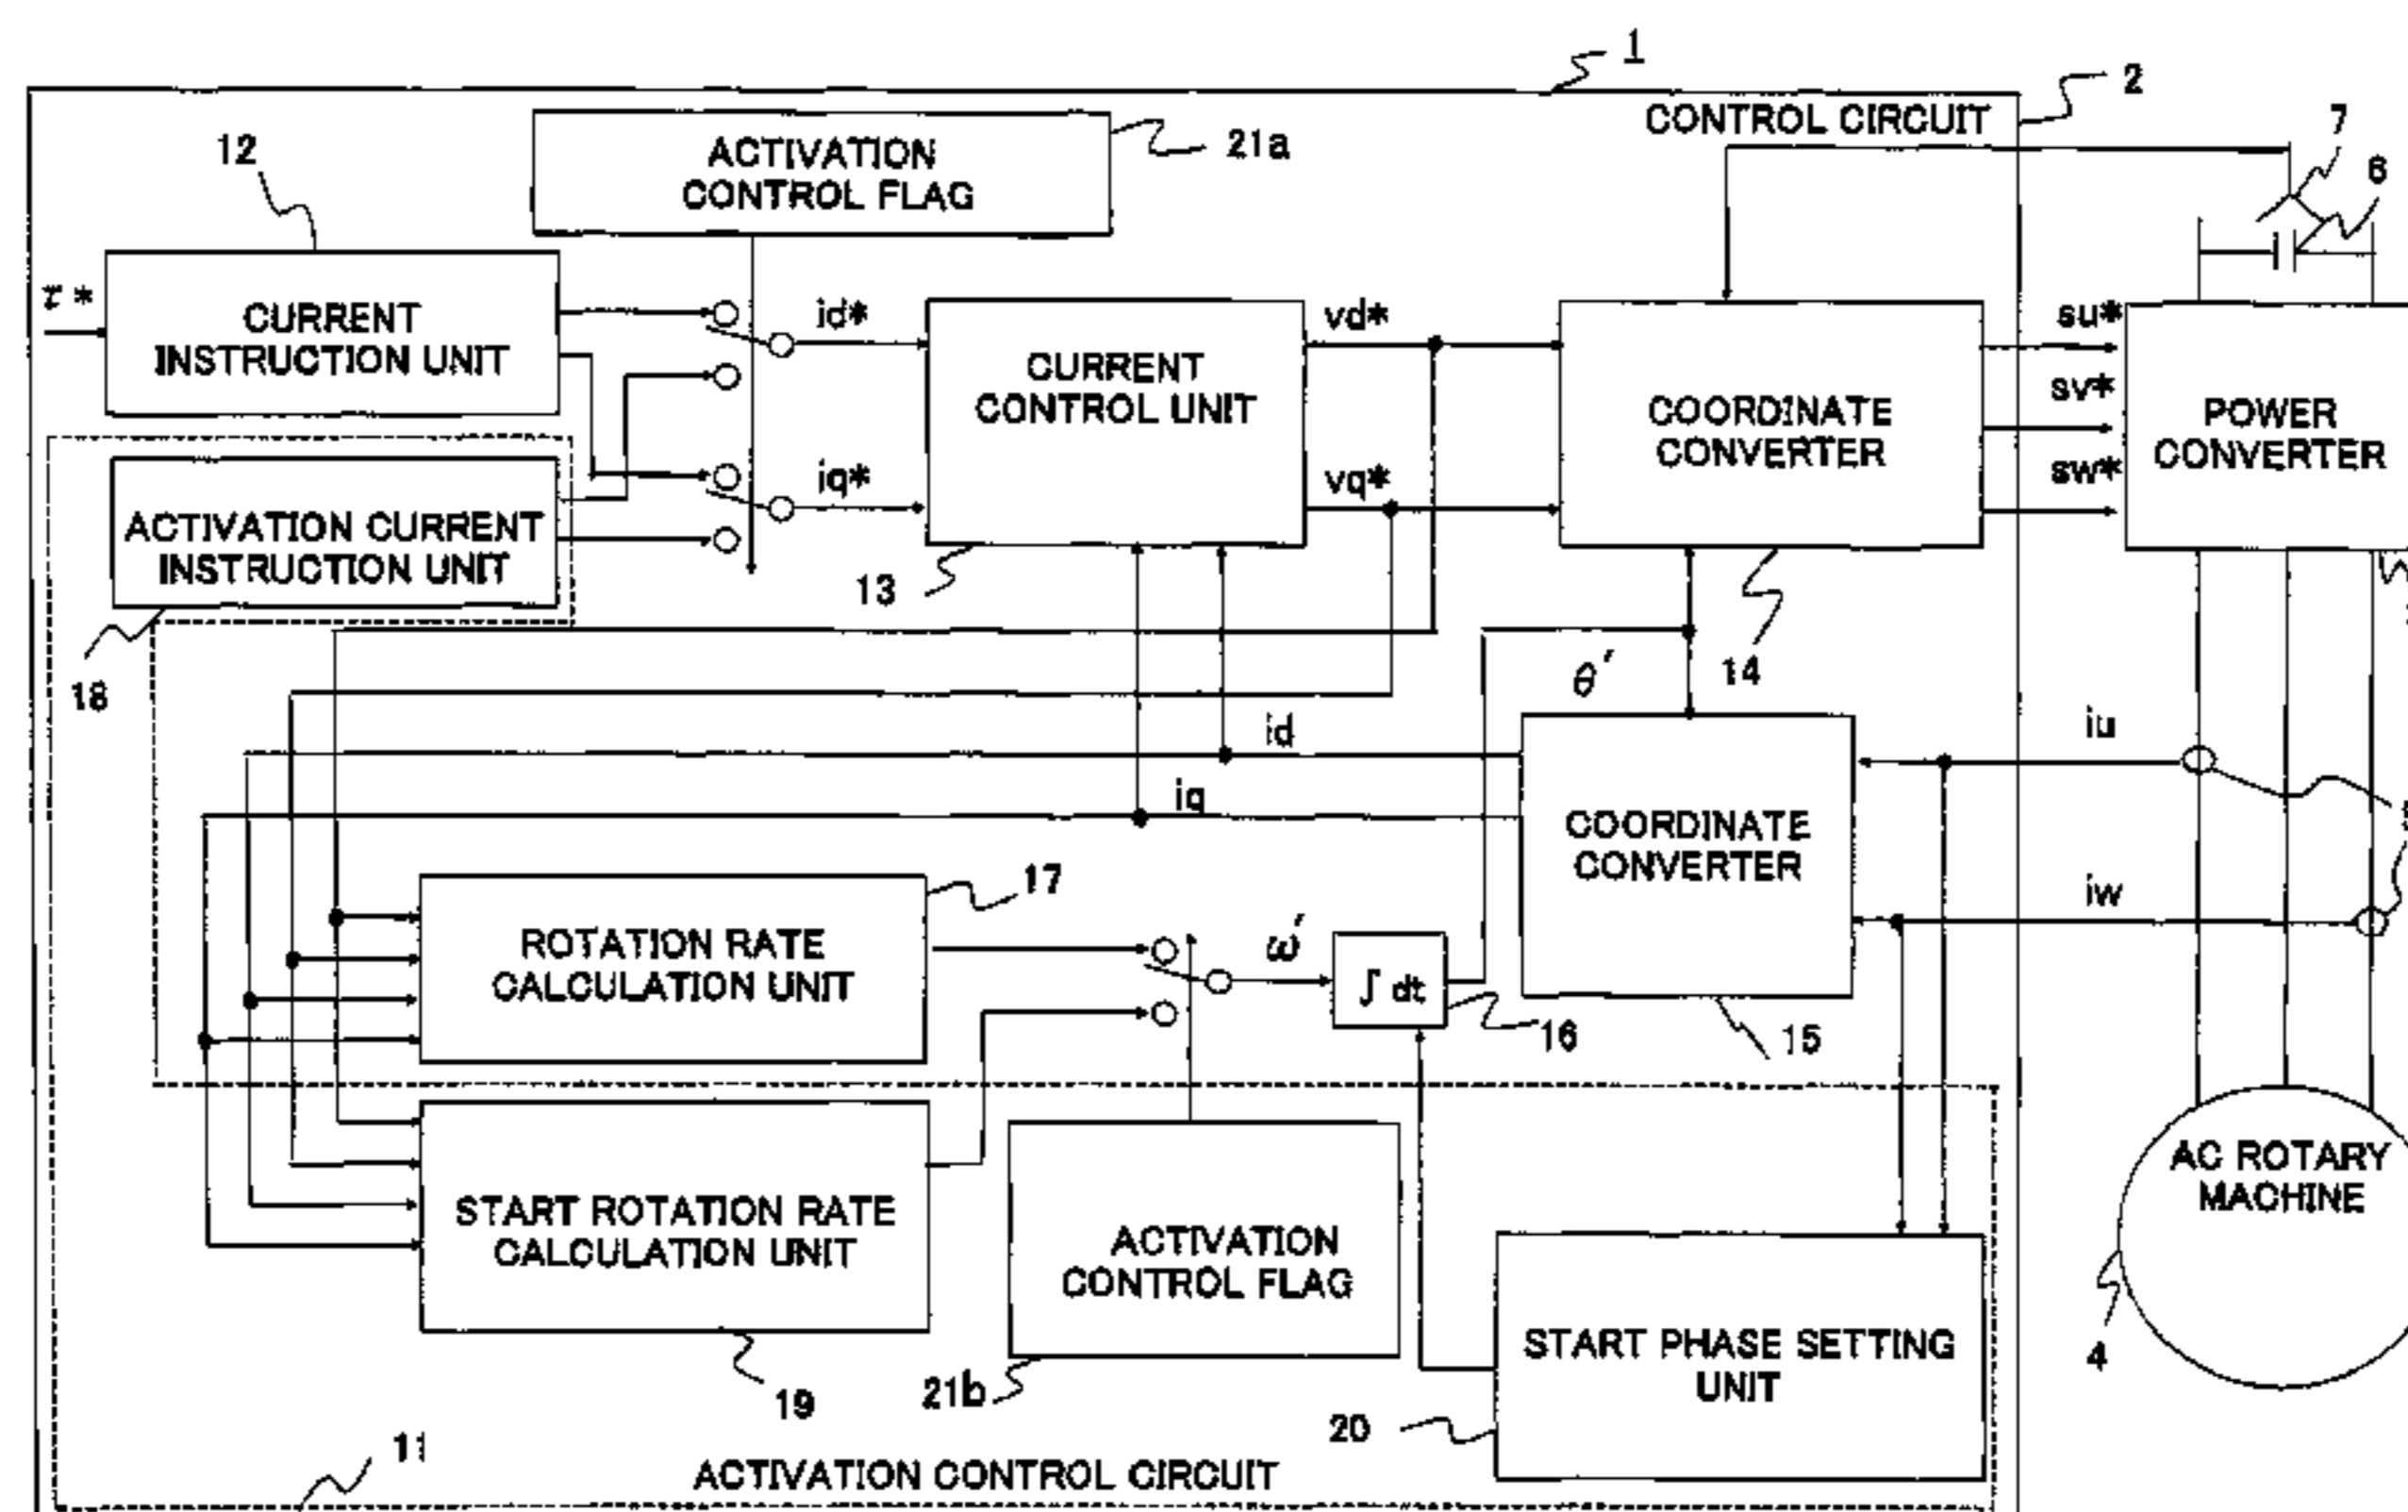 1
CONTROL CIRCUIT
2
7
6
12
ACTIVATION
CONTROL FLAG
21a
τ*
CURRENT
INSTRUCTION UNIT
id*
iq*
CURRENT
CONTROL UNIT
13
vd*
vq*
COORDINATE
CONVERTER
14
su*
sv*
sw*
POWER
CONVERTER
ACTIVATION CURRENT
INSTRUCTION UNIT
18
θ'
id
iq
COORDINATE
CONVERTER
15
iu
iw
ROTATION RATE
CALCULATION UNIT
17
ω'
∫ dt
16
START ROTATION RATE
CALCULATION UNIT
19
ACTIVATION
CONTROL FLAG
21b
START PHASE SETTING
UNIT
20
AC ROTARY
MACHINE
4
11
ACTIVATION CONTROL CIRCUIT